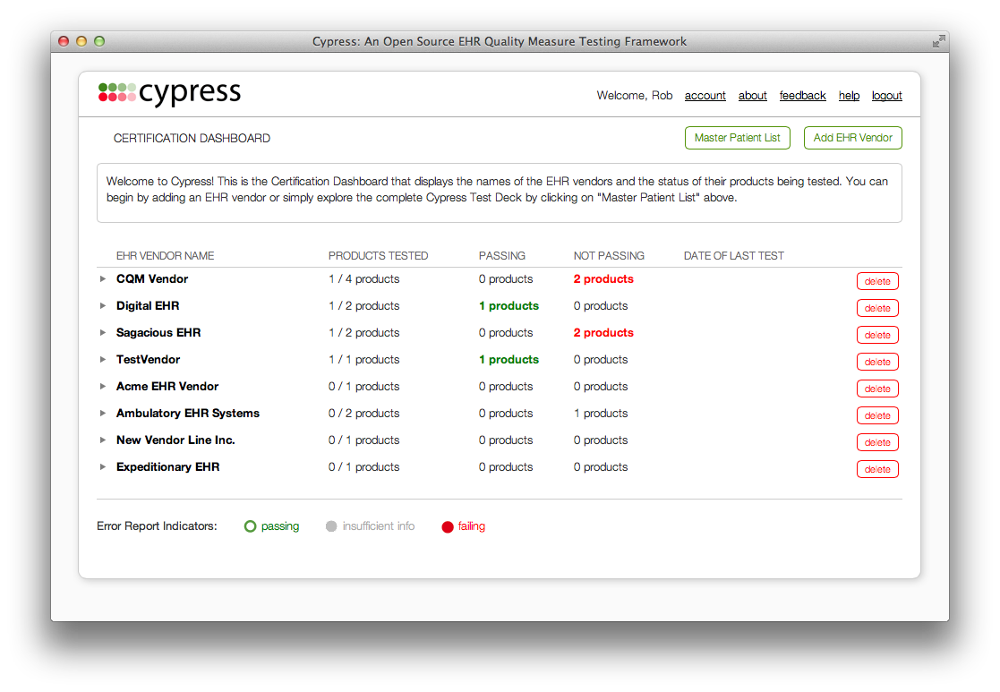 Cypress: An Open Source EHR Quality Measure Testing Framework
cypress
Welcome, Rob account about feedback help logout
CERTIFICATION DASHBOARD Master Patient List Add EHR Vendor
Welcome to Cypress! This is the Certification Dashboard that displays the names of the EHR vendors and the status of their products being tested. You can
begin by adding an EHR vendor or simply explore the complete Cypress Test Deck by clicking on "Master Patient List" above.
EHR VENDOR NAME PRODUCTS TESTED PASSING NOT PASSING DATE OF LAST TEST
CQM Vendor 1 / 4 products 0 products 2 products delete
Digital EHR 1 / 2 products 1 products 0 products delete
Sagacious EHR 1 / 2 products 0 products 2 products delete
TestVendor 1 / 1 products 1 products 0 products delete
Acme EHR Vendor 0 / 1 products 0 products 0 products delete
Ambulatory EHR Systems 0 / 2 products 0 products 1 products delete
New Vendor Line Inc. 0 / 1 products 0 products 0 products delete
Expeditionary EHR 0 / 1 products 0 products 0 products delete
Error Report Indicators: passing insufficient info failing